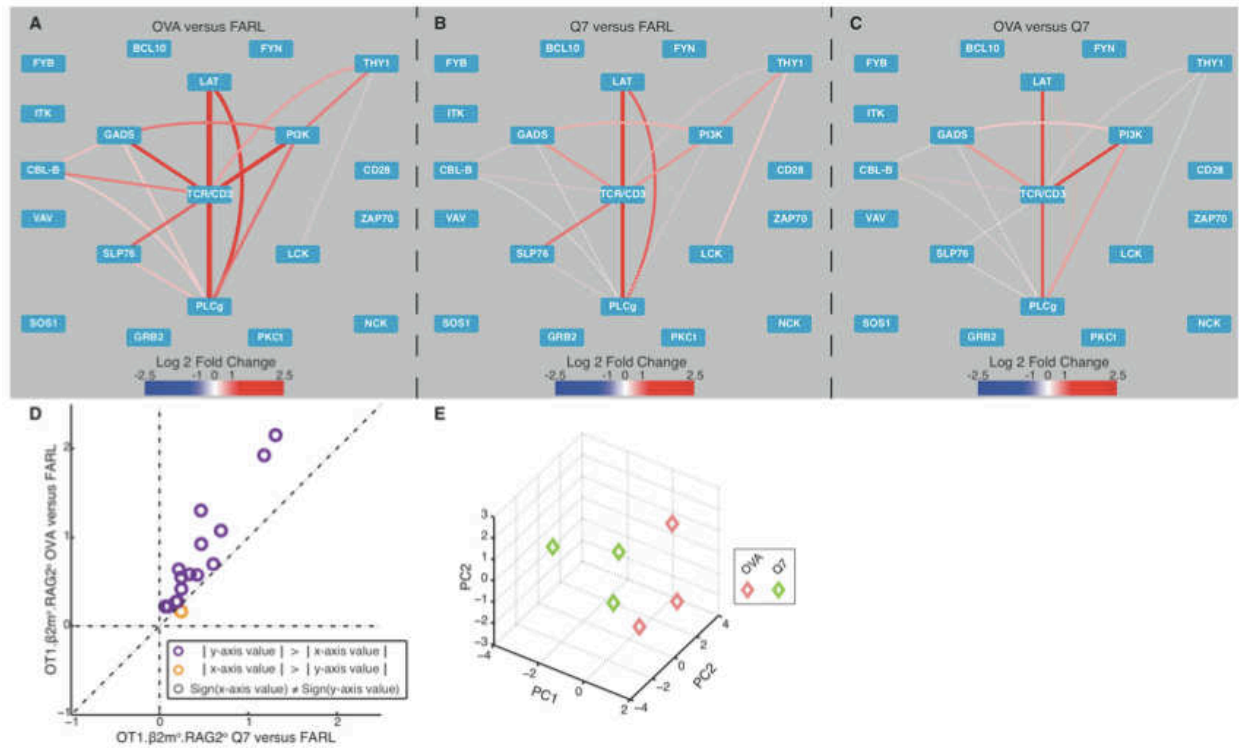 A
OVA versus FARL
BCL10
FYN
FYB
THY1
LAT
ITK
GADS
PI3K
CBL-B
CD28
TCR/CD3
VAV
ZAP70
SLP76
LCK
PLCg
SOS1
NCK
GRB2
PKCt
Log 2 Fold Change
-2.5 -1 0 1 2.5
B
Q7 versus FARL
BCL10
FYN
FYB
THY1
LAT
ITK
GADS
PI3K
CBL-B
CD28
TCR/CD3
VAV
ZAP70
SLP76
LCK
PLCg
SOS1
NCK
GRB2
PKCt
Log 2 Fold Change
-2.5 -1 0 1 2.5
C
OVA versus Q7
BCL10
FYN
FYB
THY1
LAT
ITK
GADS
PI3K
CBL-B
CD28
TCR/CD3
VAV
ZAP70
SLP76
LCK
PLCg
SOS1
NCK
GRB2
PKCt
Log 2 Fold Change
-2.5 -1 0 1 2.5
D
OT1.β2m°.RAG2° OVA versus FARL
2
1
0
−1
| y-axis value | > | x-axis value |
| x-axis value | > | y-axis value |
Sign(x-axis value) ≠ Sign(y-axis value)
−1 0 1 2
OT1.β2m°.RAG2° Q7 versus FARL
E
PC2
3
2
1
0
−1
−2
−3
−4 −2 0 2
PC1
−4 −2 0 2 4
PC2
OVA Q7